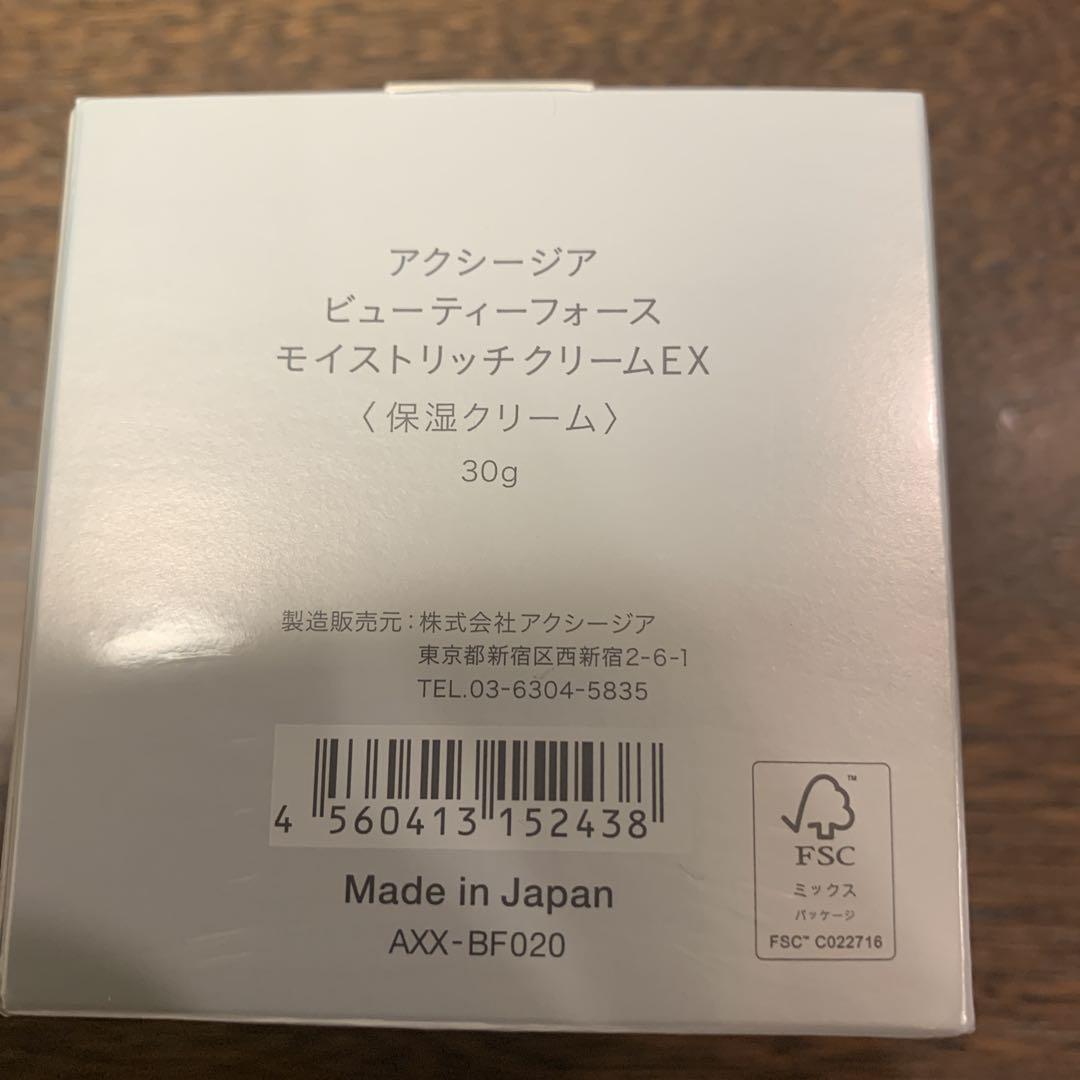 アクシージア
ビューティーフォース
モイストリッチクリームEX
〈保湿クリーム〉
30g
製造販売元：株式会社アクシージア
東京都新宿区西新宿2-6-1
TEL.03-6304-5835
4 560413 152438
Made in Japan
AXX-BF020
FSC™
ミックス
パッケージ
FSC™ C022716